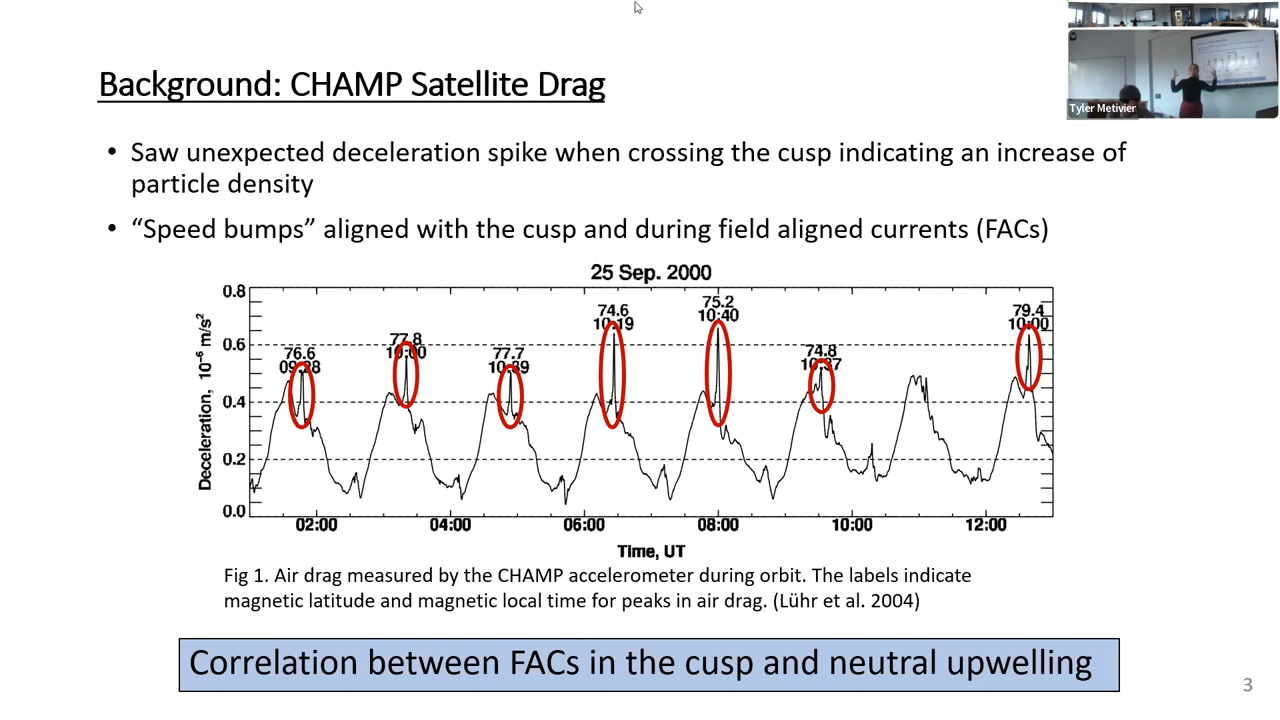 Background: CHAMP Satellite Drag
Tyler Metivier
• Saw unexpected deceleration spike when crossing the cusp indicating an increase of
particle density
• “Speed bumps” aligned with the cusp and during field aligned currents (FACs)
25 Sep. 2000
Deceleration, 10⁻⁶ m/s²
0.8
0.6
0.4
0.2
0.0
76.6
09:28
77.8
10:00
77.7
10:39
74.6
10:19
75.2
10:40
74.8
10:37
79.4
10:00
02:00 04:00 06:00 08:00 10:00 12:00
Time, UT
Fig 1. Air drag measured by the CHAMP accelerometer during orbit. The labels indicate
magnetic latitude and magnetic local time for peaks in air drag. (Lühr et al. 2004)
Correlation between FACs in the cusp and neutral upwelling
3